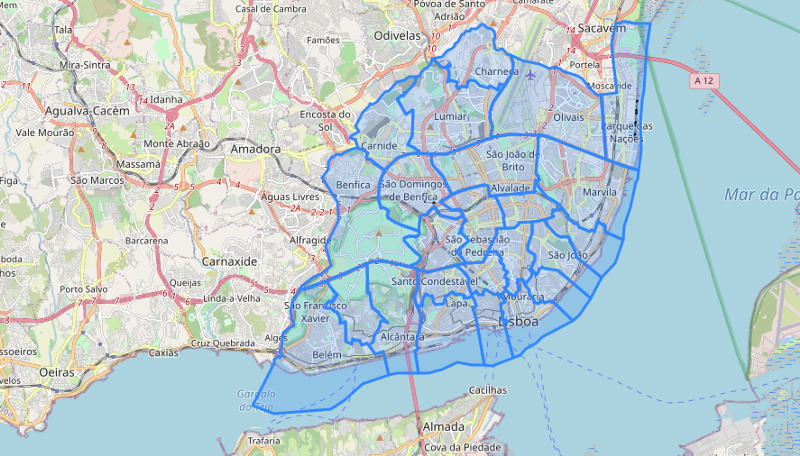 Mem
Casal de Cambra
Póvoa de Santo
Adrião
Camarate
Tala
Famões
Odivelas
Sacavém
Mira-Sintra
Charneca
Portela
Moscavide
A 12
Idanha
Agualva-Cacém
2A
Encosta do
Sol
Lumiar
Olivais
Parque das
Nações
Vale Mourão
Monte Abraão
Amadora
Carnide
São João de
Brito
Massamá
São Marcos
Benfica
São Domingos
de Benfica
Alvalade
Marvila
Figa
Águas Livres
Mar da Pa
Barcarena
Alfragide
São Sebastião
da Pedreira
São João
Carnaxide
Queijas
Porto Salvo
Linda-a-Velha
Santo Condestável
São Francisco
Xavier
Lapa
Mouraria
Lisboa
Algés
Alcântara
Cruz Quebrada
Caxias
Belém
Oeiras
Gargalo
do Tejo
Cacilhas
Trafaria
Almada
Cova da Piedade